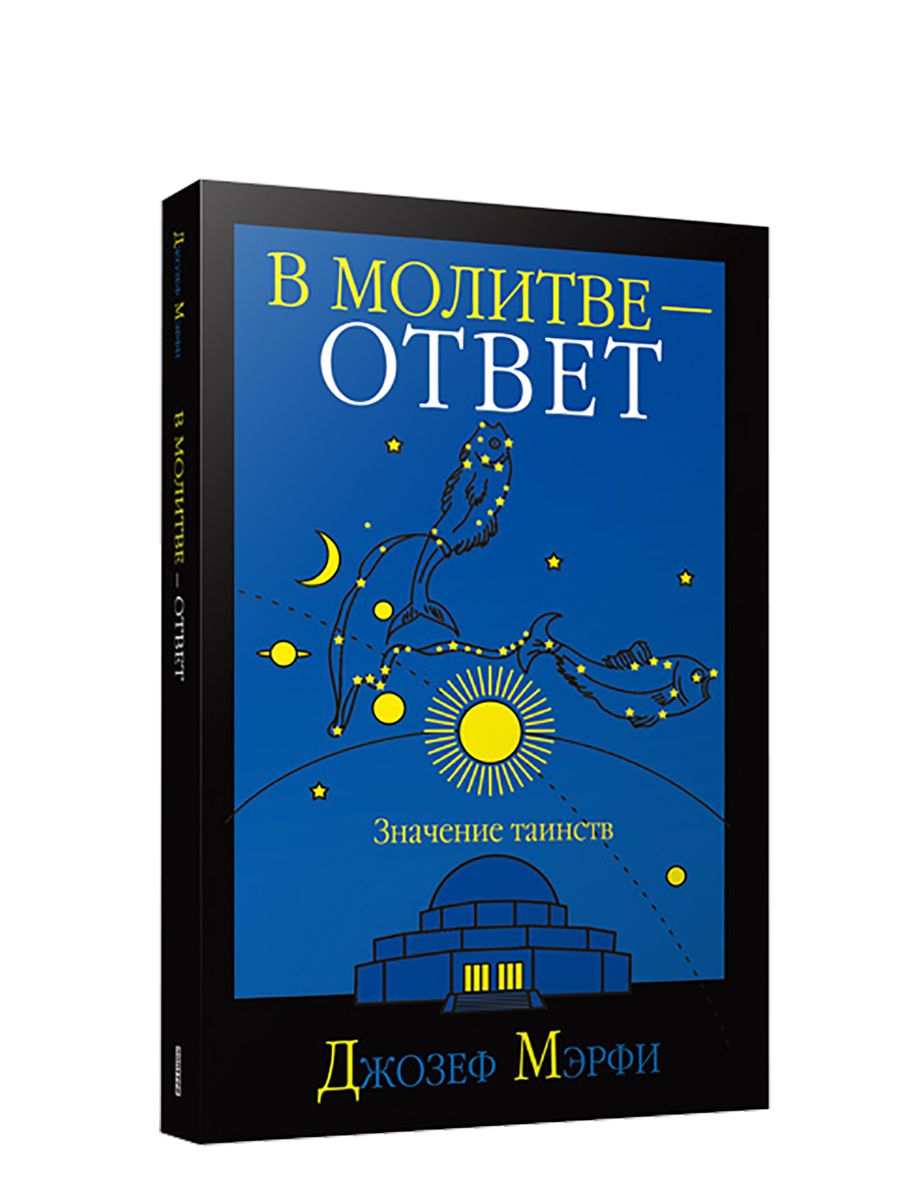 В МОЛИТВЕ —
ОТВЕТ
Значение таинств
Джозеф Мэрфи
Джозеф Мэрфи В МОЛИТВЕ — ОТВЕТ